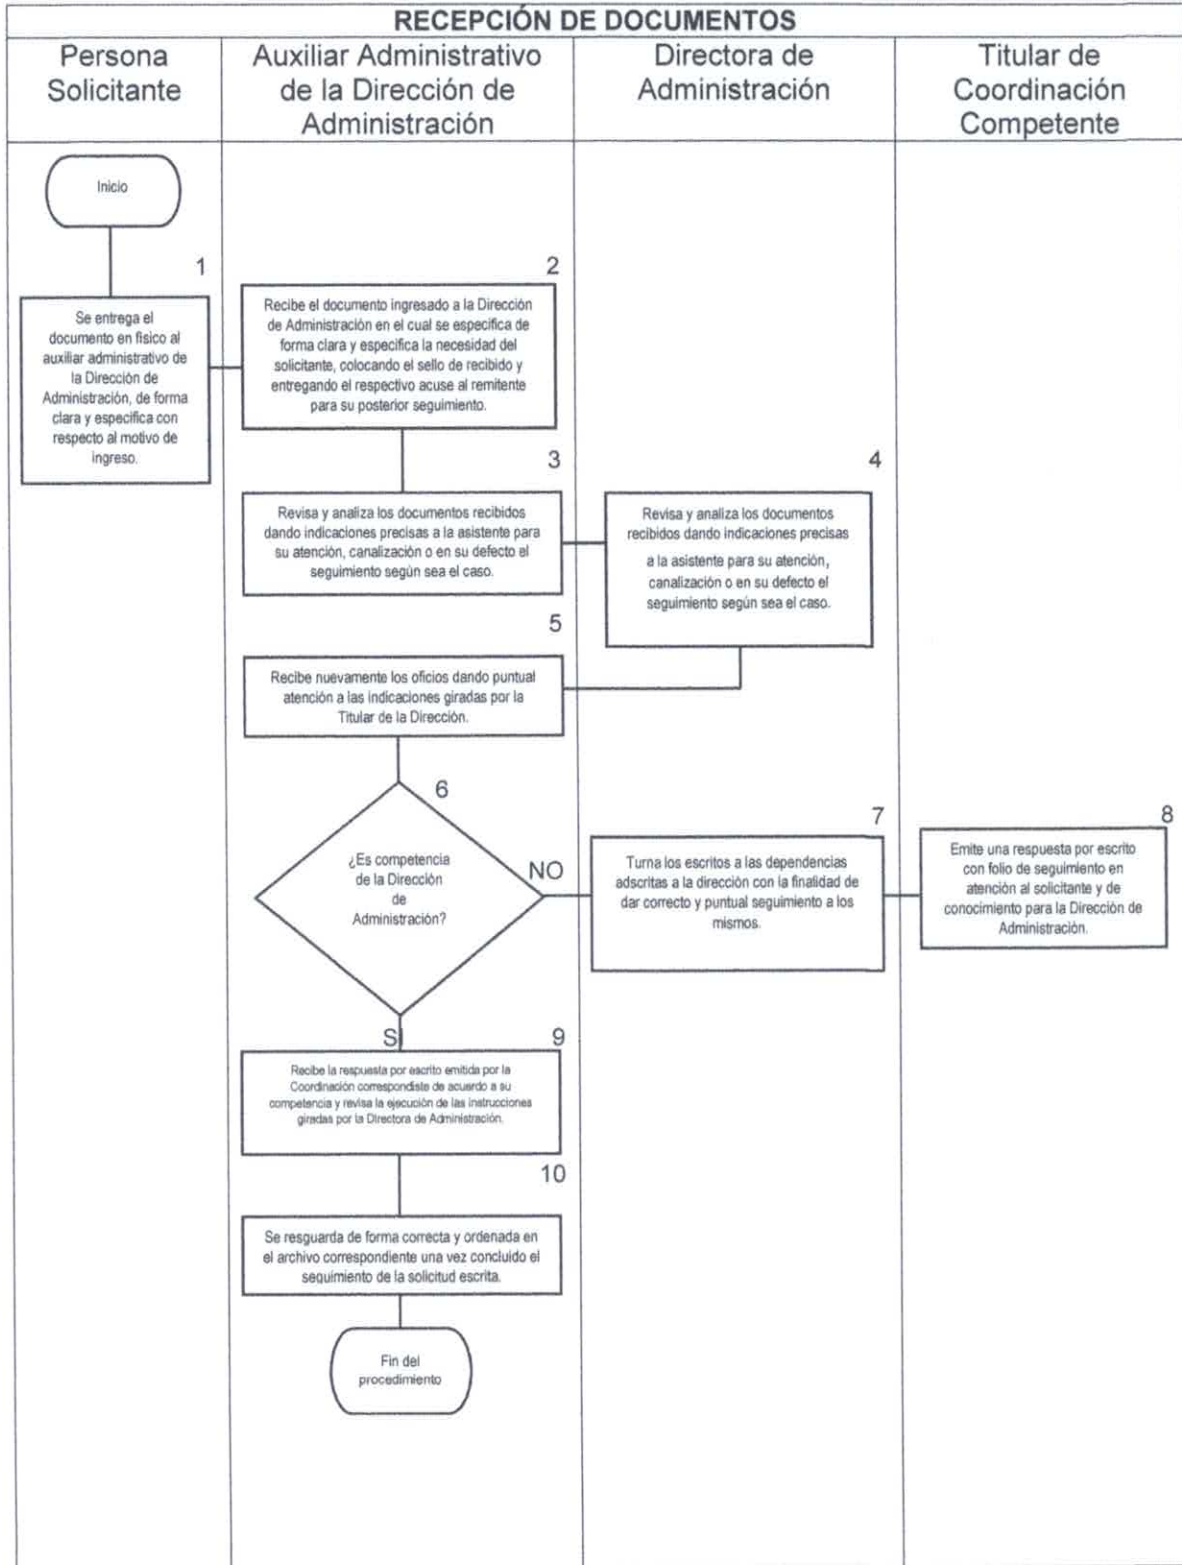 RECEPCIÓN DE DOCUMENTOS
Persona
Solicitante
Auxiliar Administrativo
de la Dirección de
Administración
Directora de
Administración
Titular de
Coordinación
Competente
Inicio
1
Se entrega el
documento en físico al
auxiliar administrativo de
la Dirección de
Administración, de forma
clara y especifica con
respecto al motivo de
ingreso.
2
Recibe el documento ingresado a la Dirección
de Administración en el cual se especifica de
forma clara y especifica la necesidad del
solicitante, colocando el sello de recibido y
entregando el respectivo acuse al remitente
para su posterior seguimiento.
3
Revisa y analiza los documentos recibidos
dando indicaciones precisas a la asistente para
su atención, canalización o en su defecto el
seguimiento según sea el caso.
4
Revisa y analiza los documentos
recibidos dando indicaciones precisas
a la asistente para su atención,
canalización o en su defecto el
seguimiento según sea el caso.
5
Recibe nuevamente los oficios dando puntual
atención a las indicaciones giradas por la
Titular de la Dirección.
6
¿Es competencia
de la Dirección
de
Administración?
NO
7
Turna los escritos a las dependencias
adscritas a la dirección con la finalidad de
dar correcto y puntual seguimiento a los
mismos.
8
Emite una respuesta por escrito
con folio de seguimiento en
atención al solicitante y de
conocimiento para la Dirección de
Administración.
SI
9
Recibe la respuesta por escrito emitida por la
Coordinación correspondiste de acuerdo a su
competencia y revisa la ejecución de las instrucciones
giradas por la Directora de Administración.
10
Se resguarda de forma correcta y ordenada en
el archivo correspondiente una vez concluido el
seguimiento de la solicitud escrita.
Fin del
procedimiento